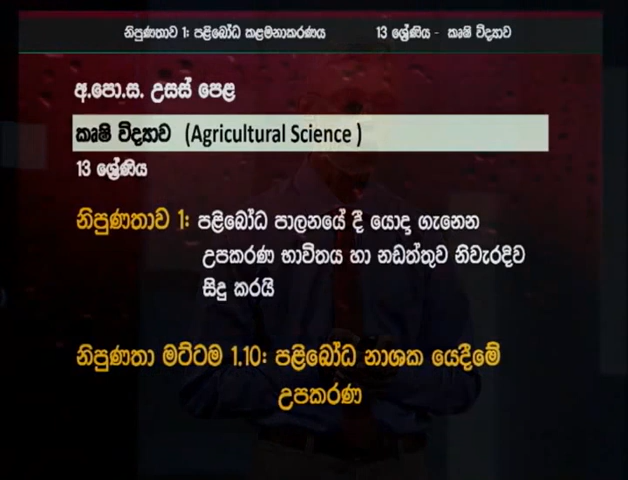 නිපුණතාව 1: පළිබෝධ කළමනාකරණය 13 ශ්‍රේණිය - කෘෂි විද්‍යාව
අ.පො.ස. උසස් පෙළ
කෘෂි විද්‍යාව (Agricultural Science )
13 ශ්‍රේණිය
නිපුණතාව 1: පළිබෝධ පාලනයේ දී යොදා ගැනෙන
උපකරණ භාවිතය හා නඩත්තුව නිවැරදිව
සිදු කරයි
නිපුණතා මට්ටම 1.10: පළිබෝධ නාශක යෙදීමේ
උපකරණ